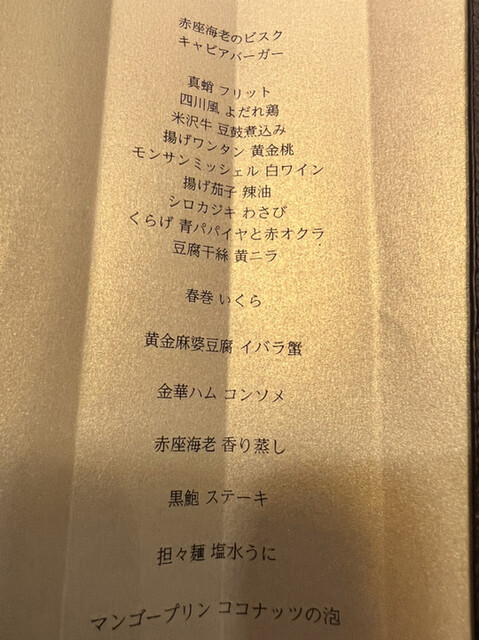 赤座海老のビスク
キャビアバーガー
真蛸 フリット
四川風 よだれ鶏
米沢牛 豆鼓煮込み
揚げワンタン 黄金桃
モンサンミッシェル 白ワイン
揚げ茄子 辣油
シロカジキ わさび
くらげ 青パパイヤと赤オクラ
豆腐干絲 黄ニラ
春巻 いくら
黄金麻婆豆腐 イバラ蟹
金華ハム コンソメ
赤座海老 香り蒸し
黒鮑 ステーキ
担々麺 塩水うに
マンゴープリン ココナッツの泡